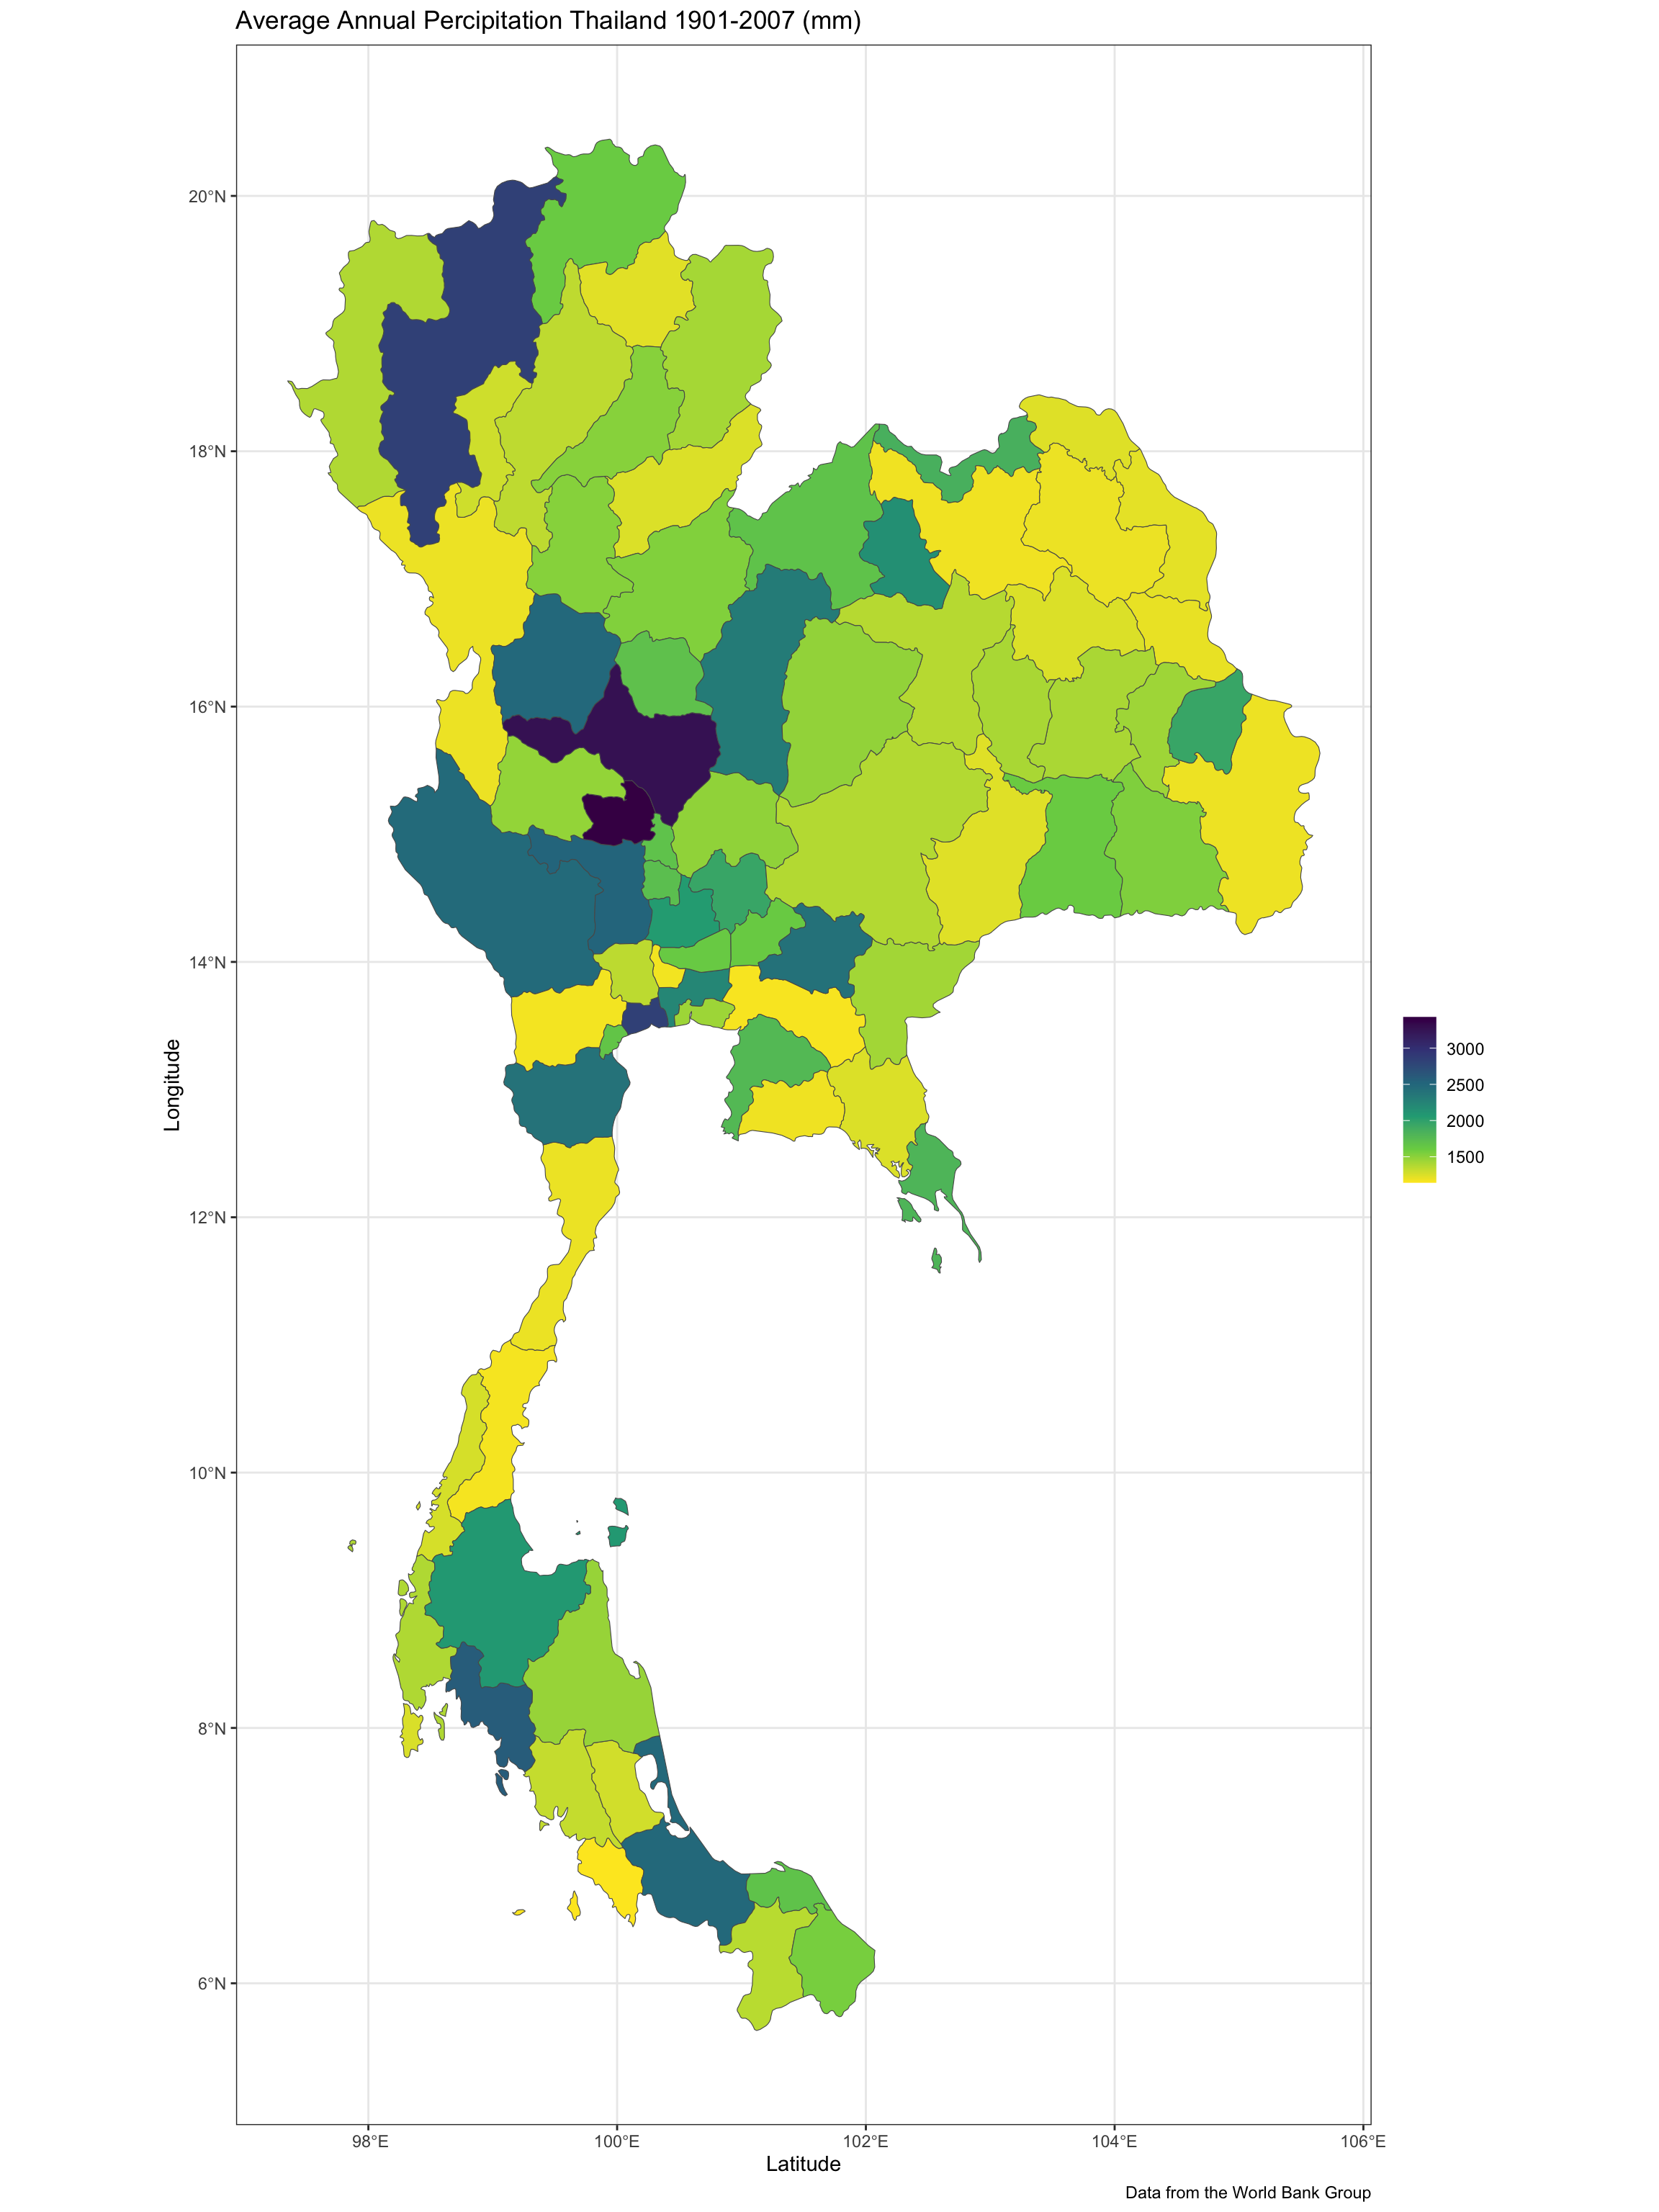 Average Annual Percipitation Thailand 1901-2007 (mm)
20°N
18°N
16°N
14°N
12°N
10°N
8°N
6°N
Longitude
3000
2500
2000
1500
98°E
100°E
102°E
104°E
106°E
Latitude
Data from the World Bank Group